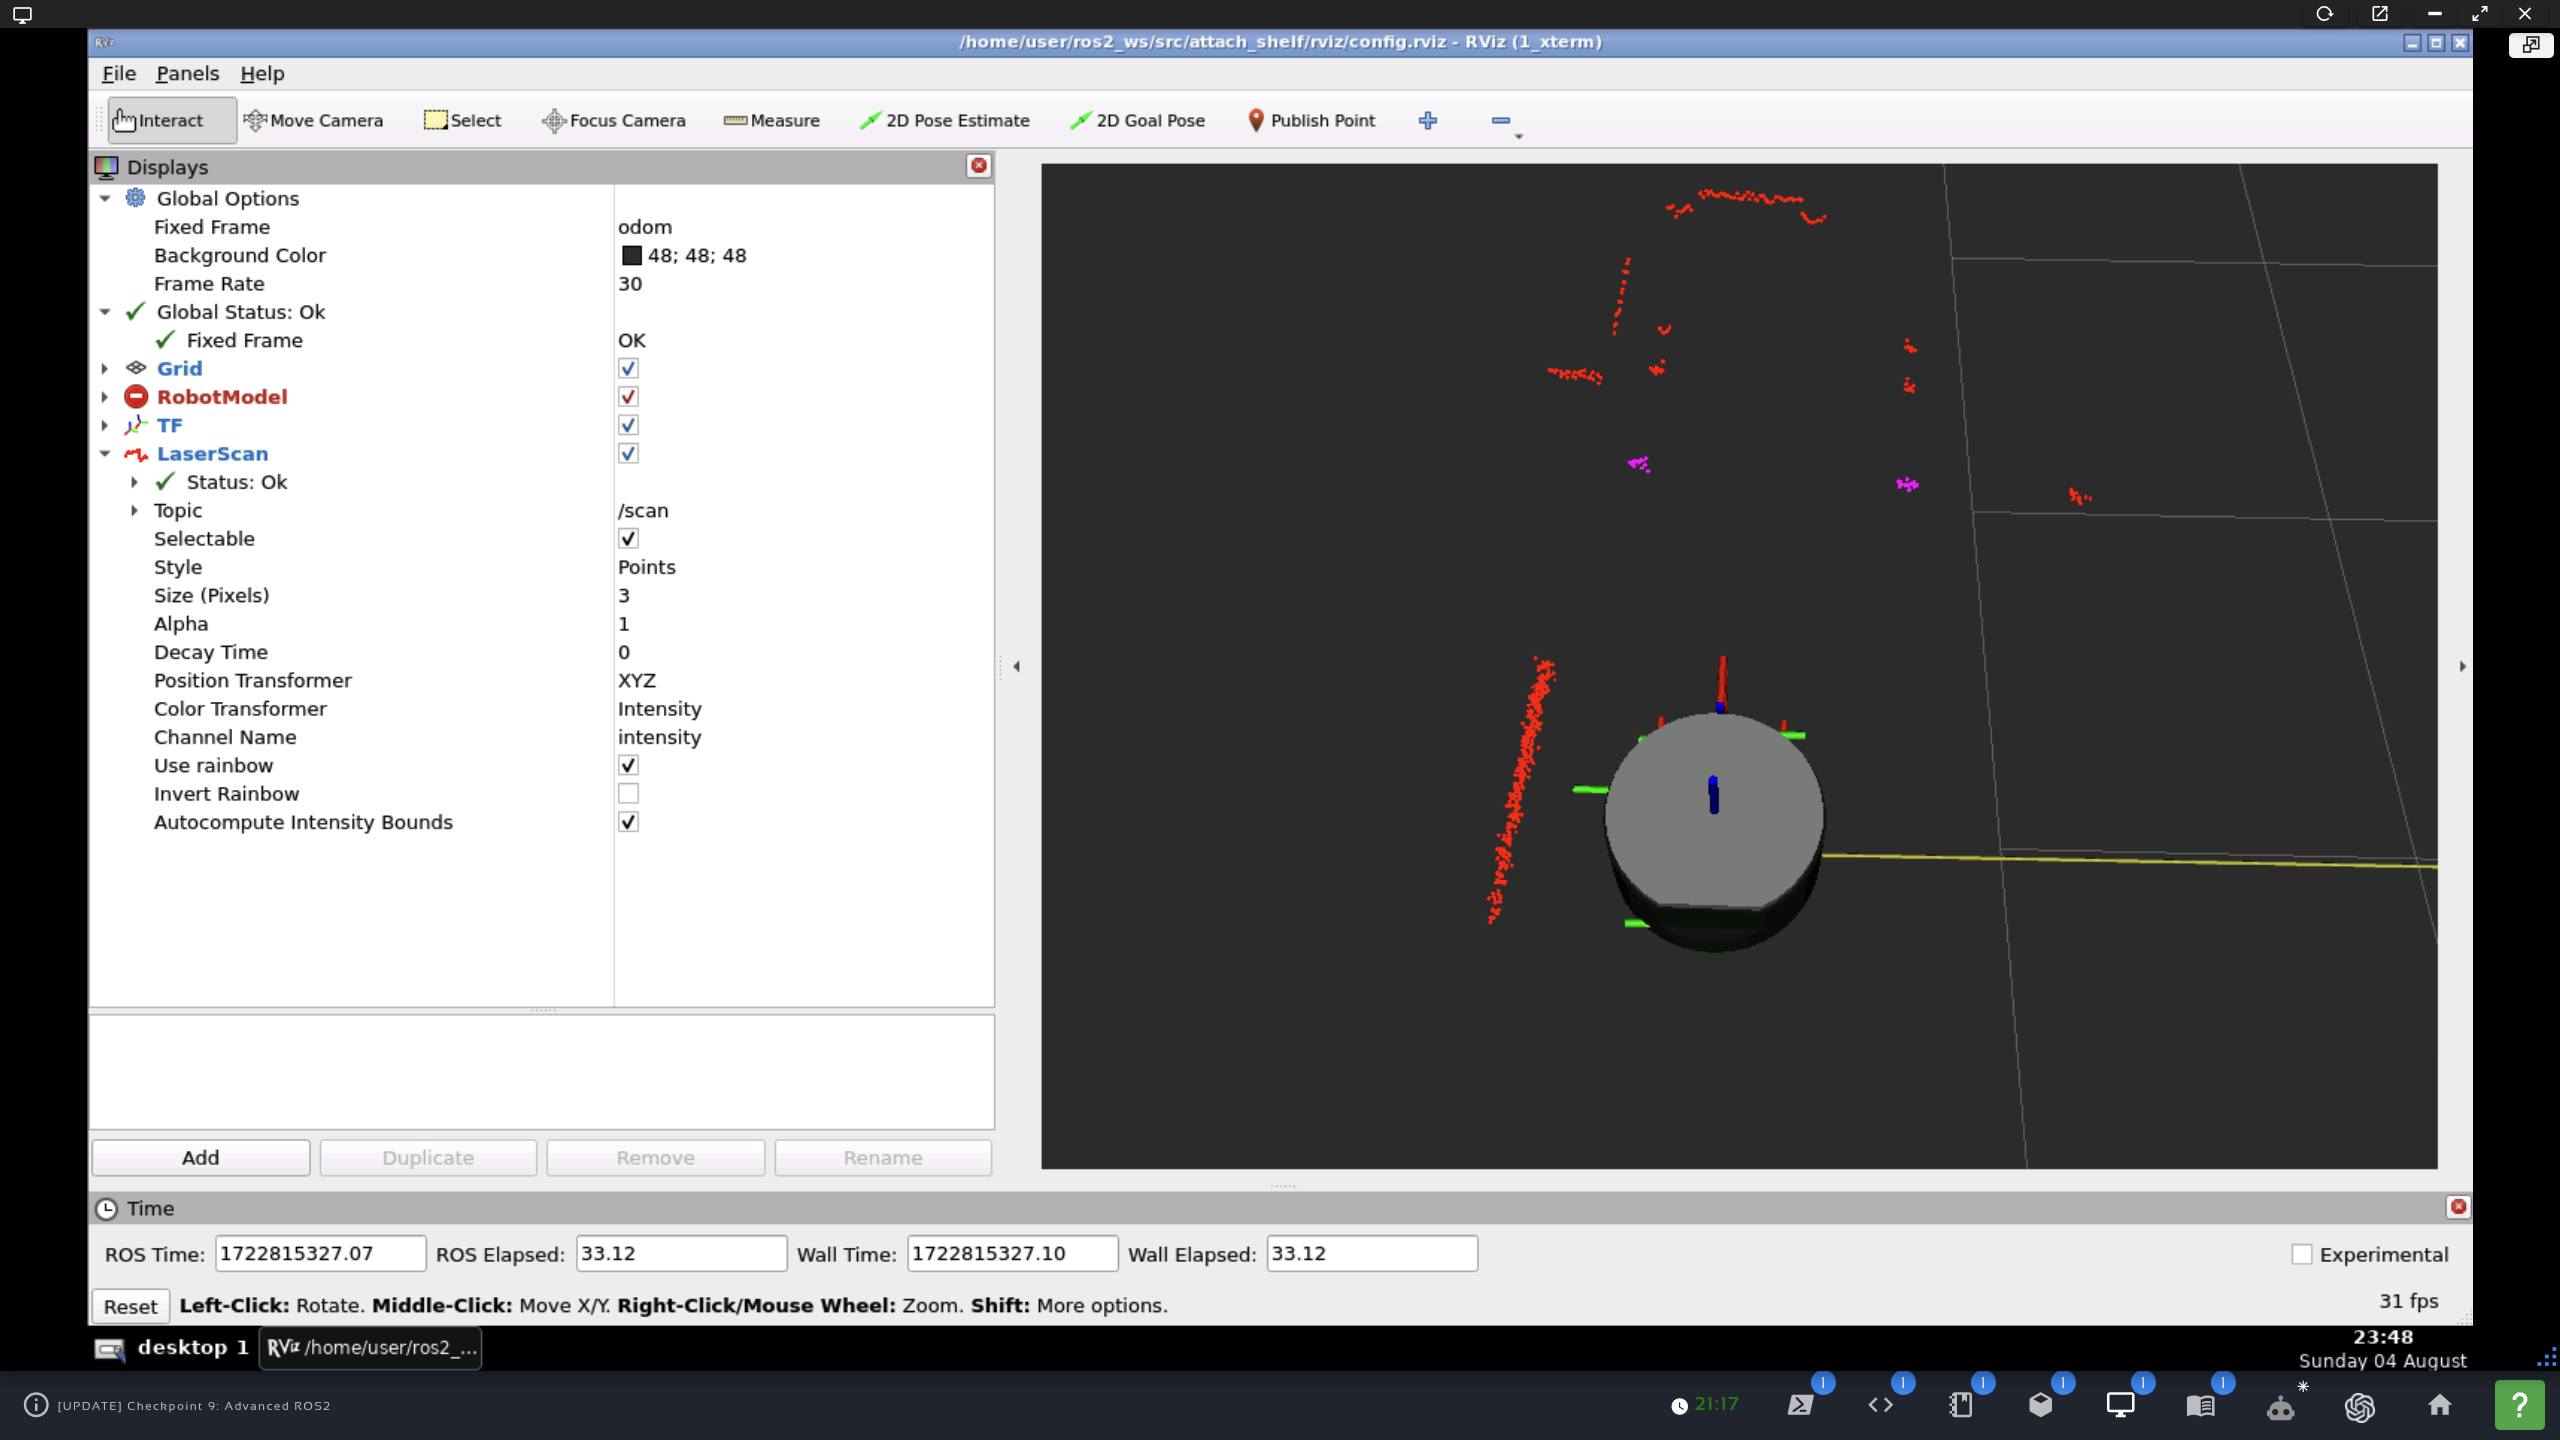 RViz /home/user/ros2_ws/src/attach_shelf/rviz/config.rviz - RViz (1_xterm)
File Panels Help
Interact Move Camera Select Focus Camera Measure 2D Pose Estimate 2D Goal Pose Publish Point
Displays
Global Options
Fixed Frame odom
Background Color 48; 48; 48
Frame Rate 30
Global Status: Ok
Fixed Frame OK
Grid
RobotModel
TF
LaserScan
Status: Ok
Topic /scan
Selectable
Style Points
Size (Pixels) 3
Alpha 1
Decay Time 0
Position Transformer XYZ
Color Transformer Intensity
Channel Name intensity
Use rainbow
Invert Rainbow
Autocompute Intensity Bounds
Add Duplicate Remove Rename
Time
ROS Time: 1722815327.07 ROS Elapsed: 33.12 Wall Time: 1722815327.10 Wall Elapsed: 33.12 Experimental
Reset Left-Click: Rotate. Middle-Click: Move X/Y. Right-Click/Mouse Wheel: Zoom. Shift: More options. 31 fps
desktop 1 RViz /home/user/ros2_... 23:48
Sunday 04 August
[UPDATE] Checkpoint 9: Advanced ROS2 21:17 1 1 1 1 1 1 ?